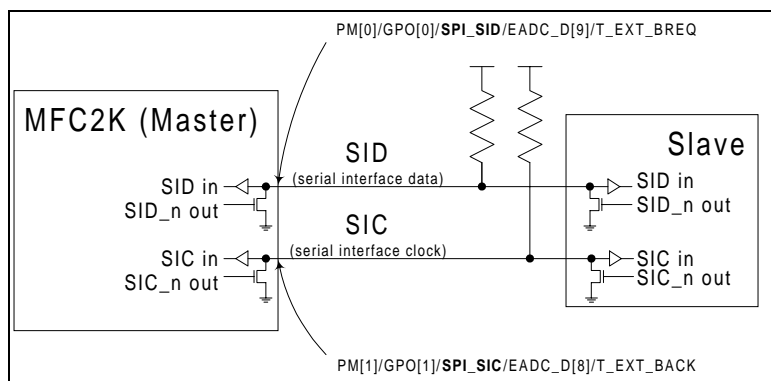 PM[0]/GPO[0]/SPI_SID/EADC_D[9]/T_EXT_BREQ
MFC2K (Master)
Slave
SID
(serial interface data)
SID in
SID_n out
SID in
SID_n out
SIC
(serial interface clock)
SIC in
SIC_n out
SIC in
SIC_n out
PM[1]/GPO[1]/SPI_SIC/EADC_D[8]/T_EXT_BACK